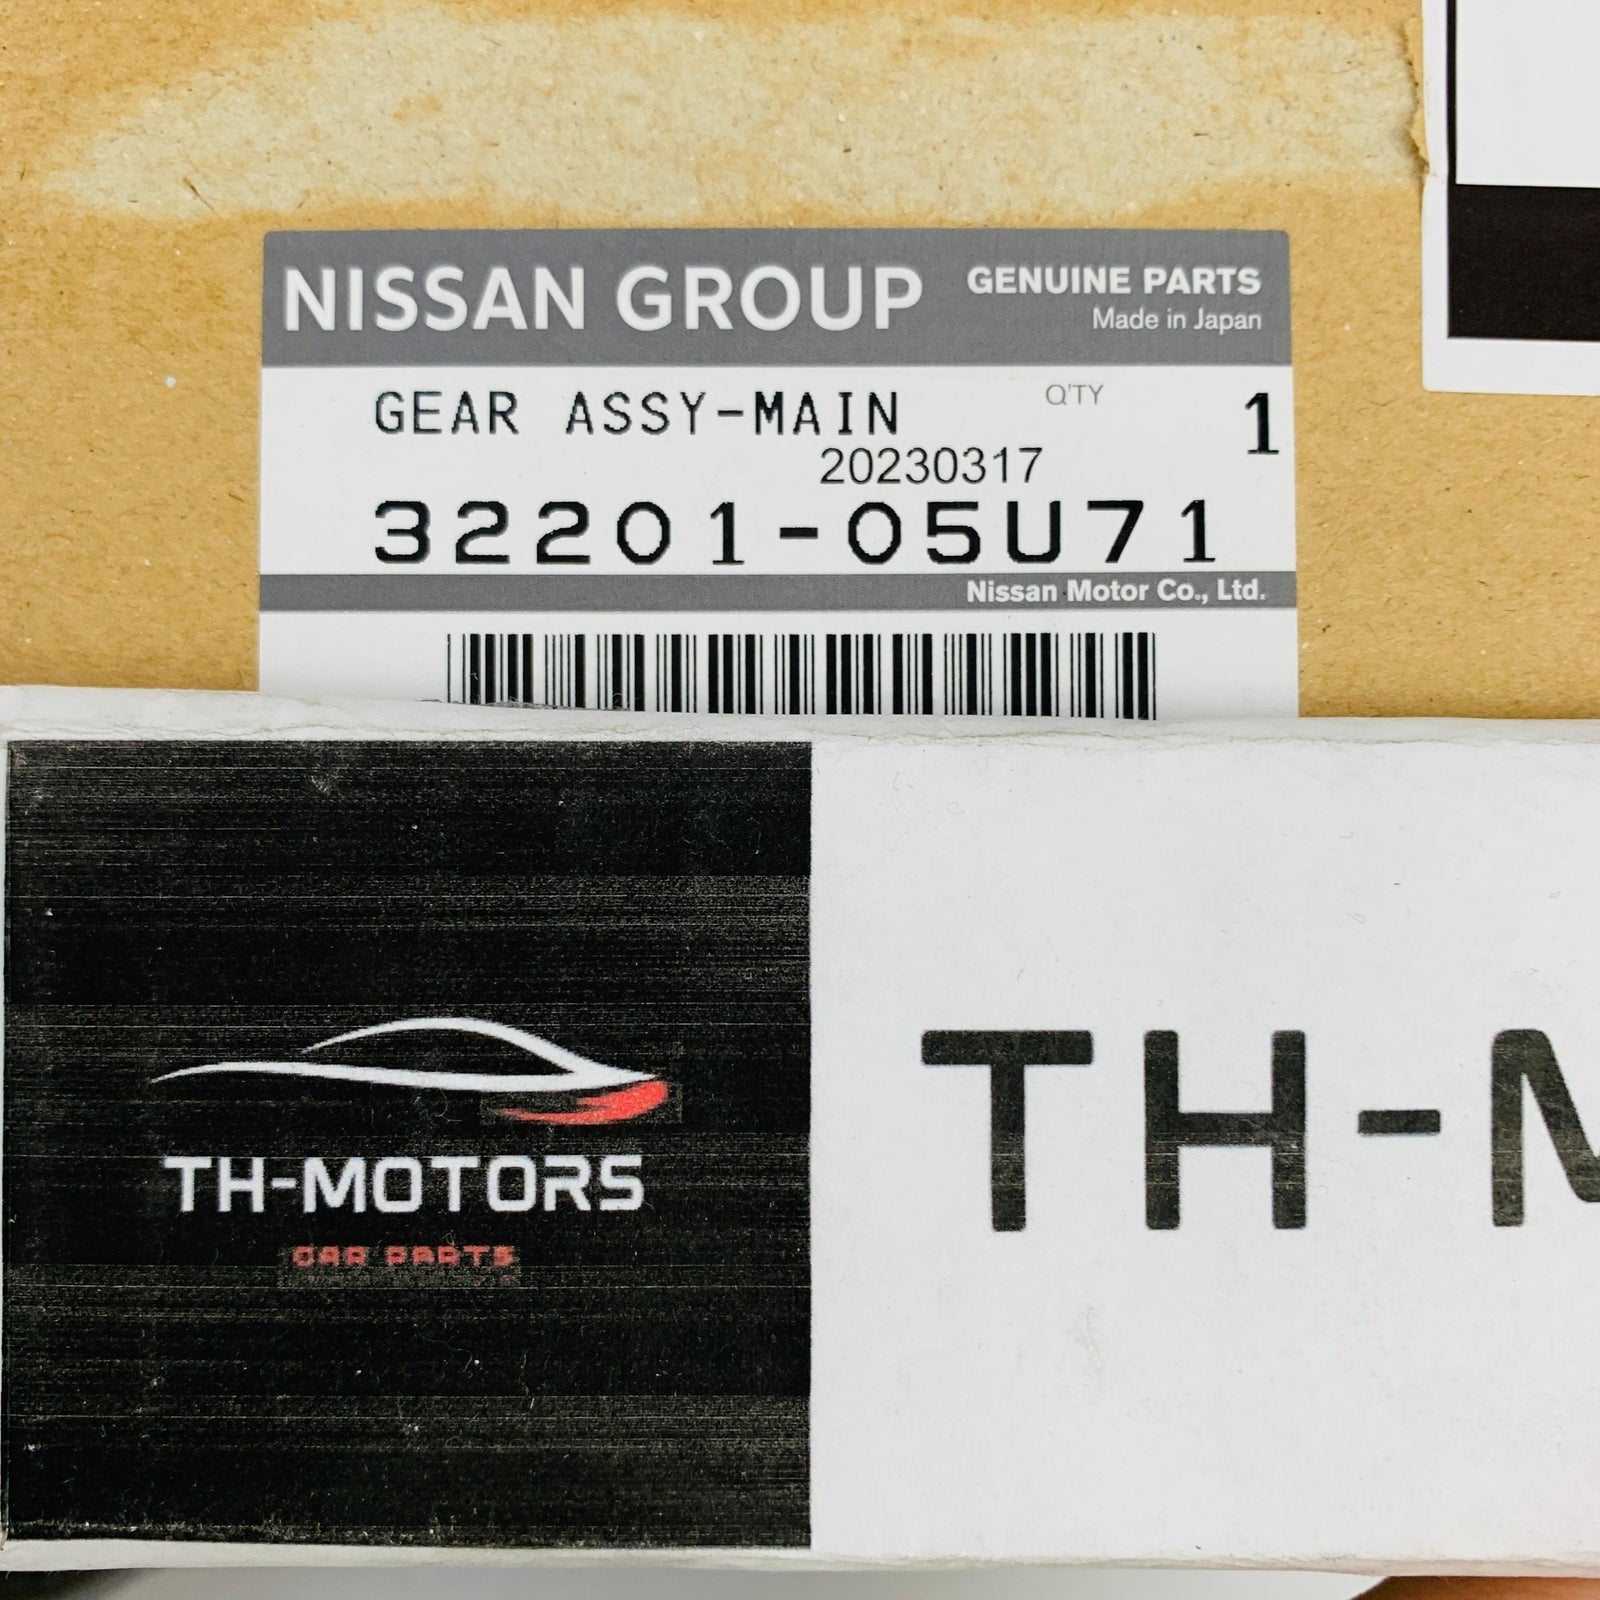 NISSAN GROUP
GENUINE PARTS
Made in Japan
GEAR ASSY-MAIN
Q'TY
1
20230317
32201-05U71
Nissan Motor Co., Ltd.
TH-MOTORS
CAR PARTS
TH-M